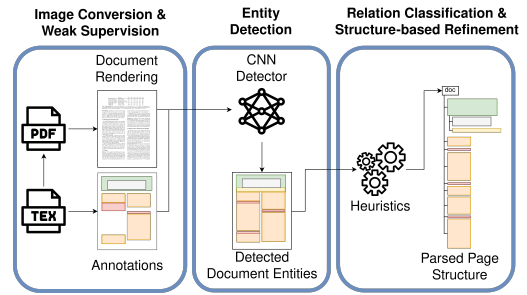 Image Conversion &
Weak Supervision
Entity
Detection
Relation Classification &
Structure-based Refinement
Document
Rendering
PDF
TEX
Annotations
CNN
Detector
Detected
Document Entities
Heuristics
doc
Parsed Page
Structure